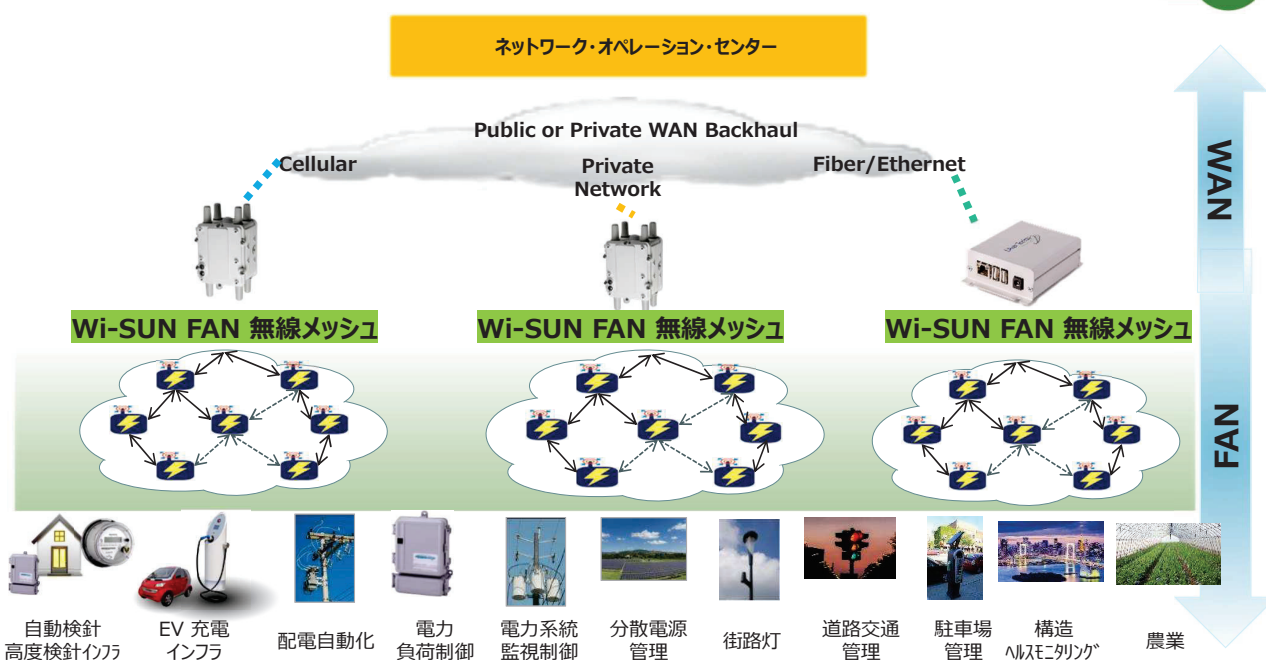 ネットワーク・オペレーション・センター
Public or Private WAN Backhaul
Cellular
Private
Network
Fiber/Ethernet
WAN
Wi-SUN FAN 無線メッシュ
Wi-SUN FAN 無線メッシュ
Wi-SUN FAN 無線メッシュ
FAN
自動検針
高度検針ｲﾝﾌﾗ
EV 充電
インフラ
配電自動化
電力
負荷制御
電力系統
監視制御
分散電源
管理
街路灯
道路交通
管理
駐車場
管理
構造
ﾍﾙｽﾓﾆﾀﾘﾝｸﾞ
農業